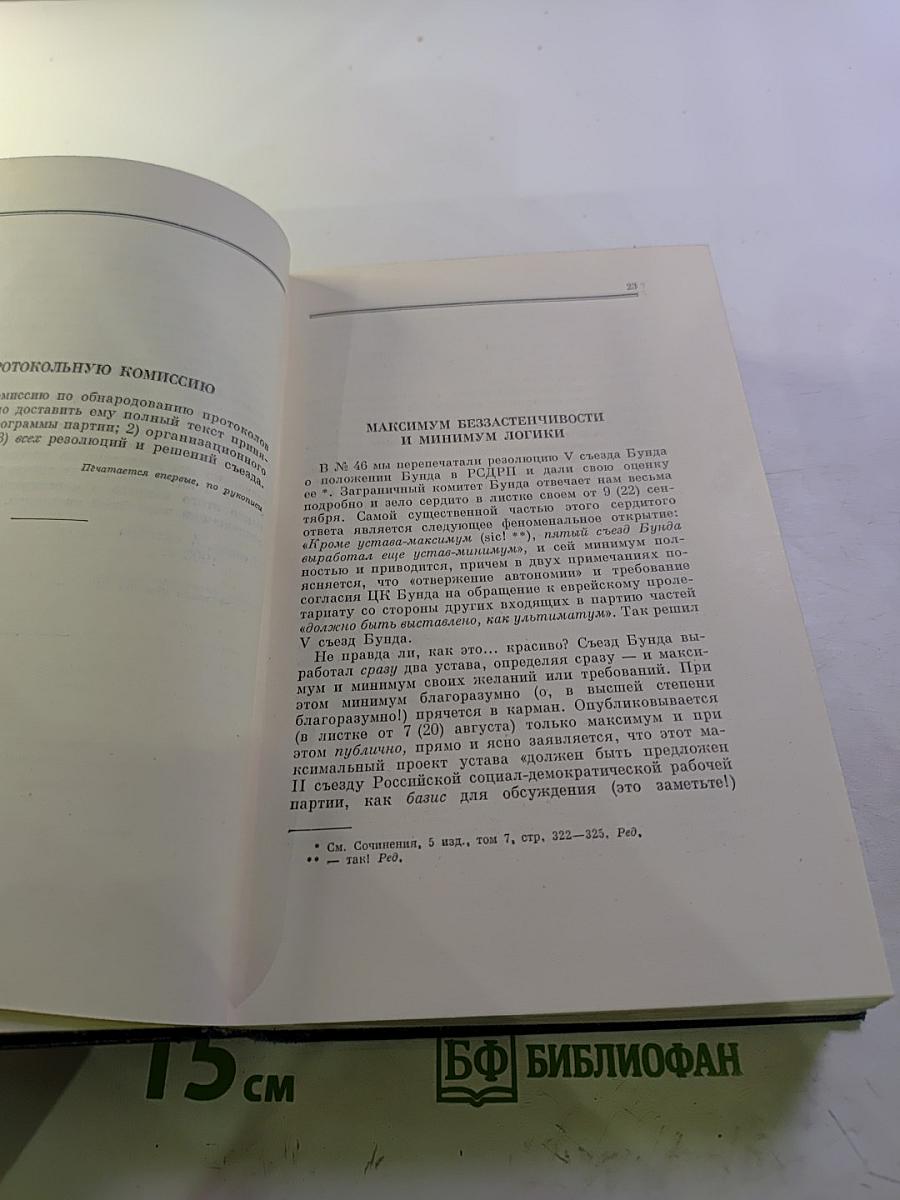 РОТОКОЛЬНУЮ КОМИССИЮ
омиссию по обнародованию протоколов
о доставить ему полный текст прини-
рограммы партии; 2) организационного
3) всех резолюций и решений съезда.
Печатается впервые, по рукописи
23
МАКСИМУМ БЕЗЗАСТЕНЧИВОСТИ
И МИНИМУМ ЛОГИКИ
В № 46 мы перепечатали резолюцию V съезда Бунда
о положении Бунда в РСДРП и дали свою оценку
ее *. Заграничный комитет Бунда отвечает нам весьма
подробно и зело сердито в листке своем от 9 (22) сен-
тября. Самой существенной частью этого сердитого
ответа является следующее феноменальное открытие:
«Кроме устава-максимум (sic! **), пятый съезд Бунда
выработал еще устав-минимум», и сей минимум пол-
ностью и приводится, причем в двух примечаниях по-
ясняется, что «отвержение автономии» и требование
согласия ЦК Бунда на обращение к еврейскому проле-
тариату со стороны других входящих в партию частей
«должно быть выставлено, как ультиматум». Так решил
V съезд Бунда.
Не правда ли, как это... красиво? Съезд Бунда вы-
работал сразу два устава, определяя сразу — и макси-
мум и минимум своих желаний или требований. При
этом минимум благоразумно (о, в высшей степени
благоразумно!) прячется в карман. Опубликовывается
(в листке от 7 (20) августа) только максимум и при
этом публично, прямо и ясно заявляется, что этот ма-
ксимальный проект устава «должен быть предложен
II съезду Российской социал-демократической рабочей
партии, как базис для обсуждения (это заметьте!)
* См. Сочинения, 5 изд., том 7, стр. 322—325. Ред.
** — так! Ред.
15 см
БФ БИБЛИОФАН